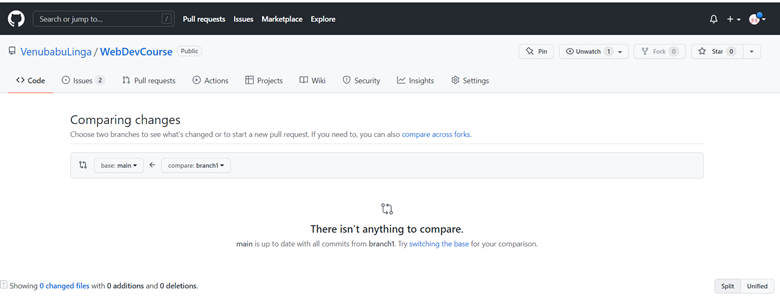 Search or jump to... / Pull requests Issues Marketplace Explore
VenubabuLinga / WebDevCourse Public Pin Unwatch 1 Fork 0 Star 0
Code Issues 2 Pull requests Actions Projects Wiki Security Insights Settings
Comparing changes
Choose two branches to see what's changed or to start a new pull request. If you need to, you can also compare across forks.
base: main compare: branch1
There isn't anything to compare.
main is up to date with all commits from branch1. Try switching the base for your comparison.
Showing 0 changed files with 0 additions and 0 deletions. Split Unified